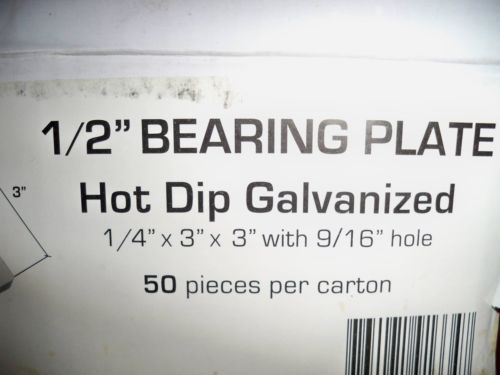 1/2” BEARING PLATE
Hot Dip Galvanized
3”
1/4” x 3” x 3” with 9/16” hole
50 pieces per carton